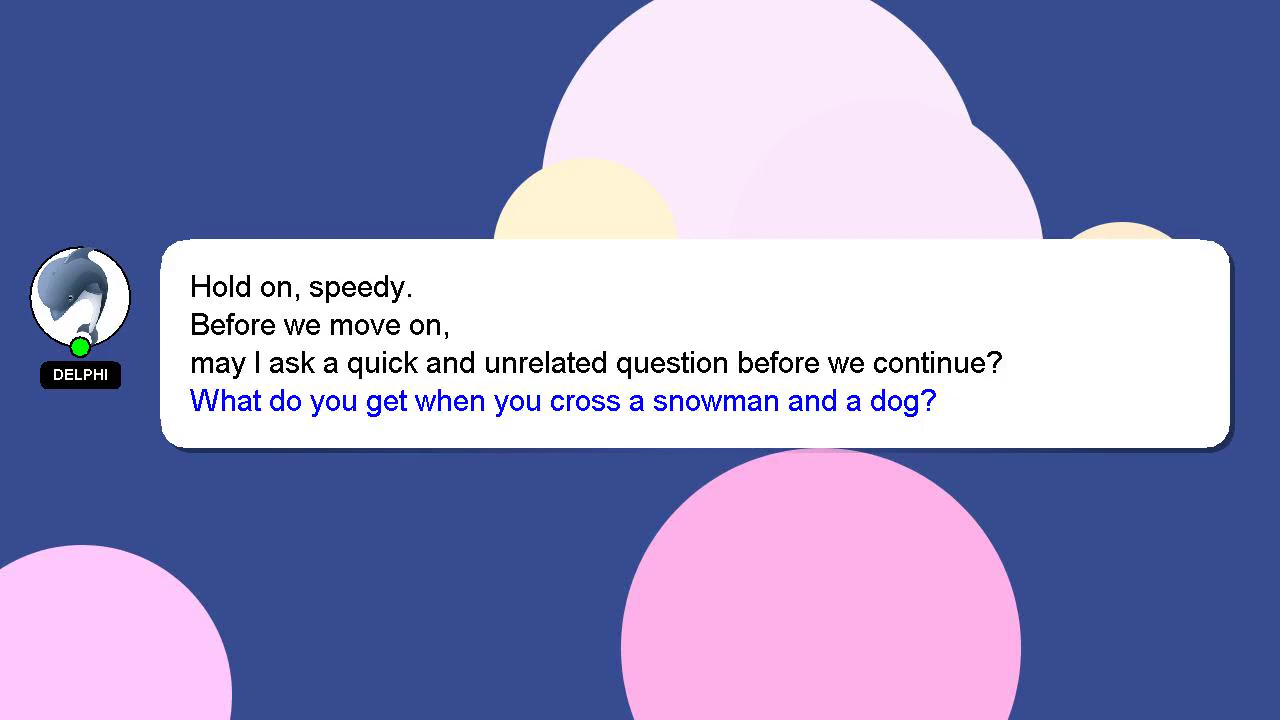 Hold on, speedy.
Before we move on,
may I ask a quick and unrelated question before we continue?
What do you get when you cross a snowman and a dog?
DELPHI